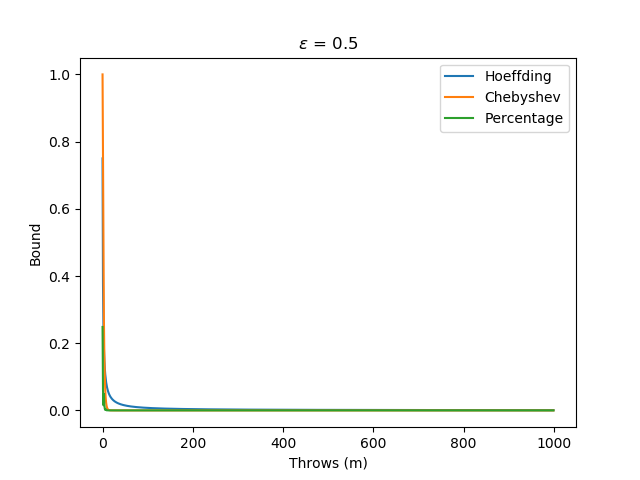 ε = 0.5
Hoeffding
Chebyshev
Percentage
Bound
1.0
0.8
0.6
0.4
0.2
0.0
0 200 400 600 800 1000
Throws (m)